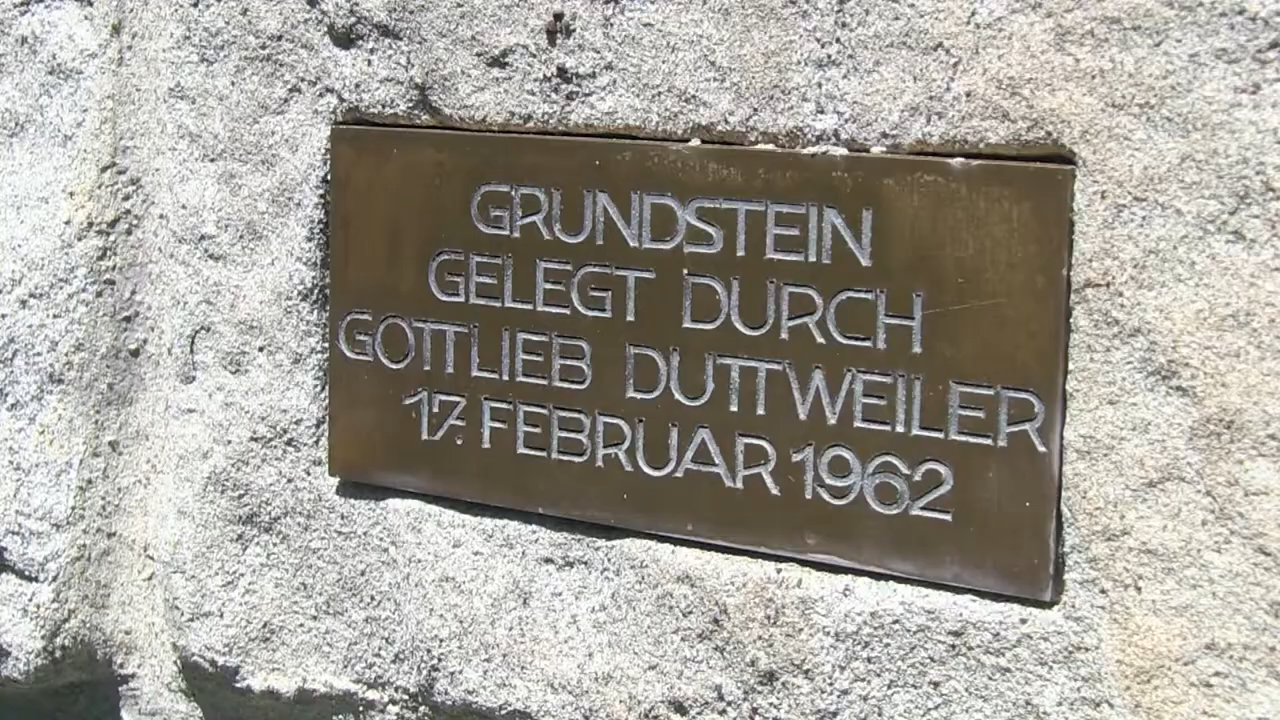 GRUNDSTEIN
GELEGT DURCH
GOTTLIEB DUTTWEILER
17. FEBRUAR 1962